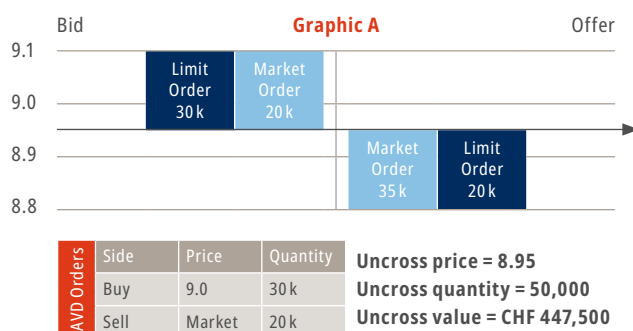 Bid Graphic A Offer
9.1
9.0
8.9
8.8
Limit
Order
30 k
Market
Order
20 k
Market
Order
35 k
Limit
Order
20 k
AVD Orders
Side Price Quantity
Buy 9.0 30 k
Sell Market 20 k
Uncross price = 8.95
Uncross quantity = 50,000
Uncross value = CHF 447,500